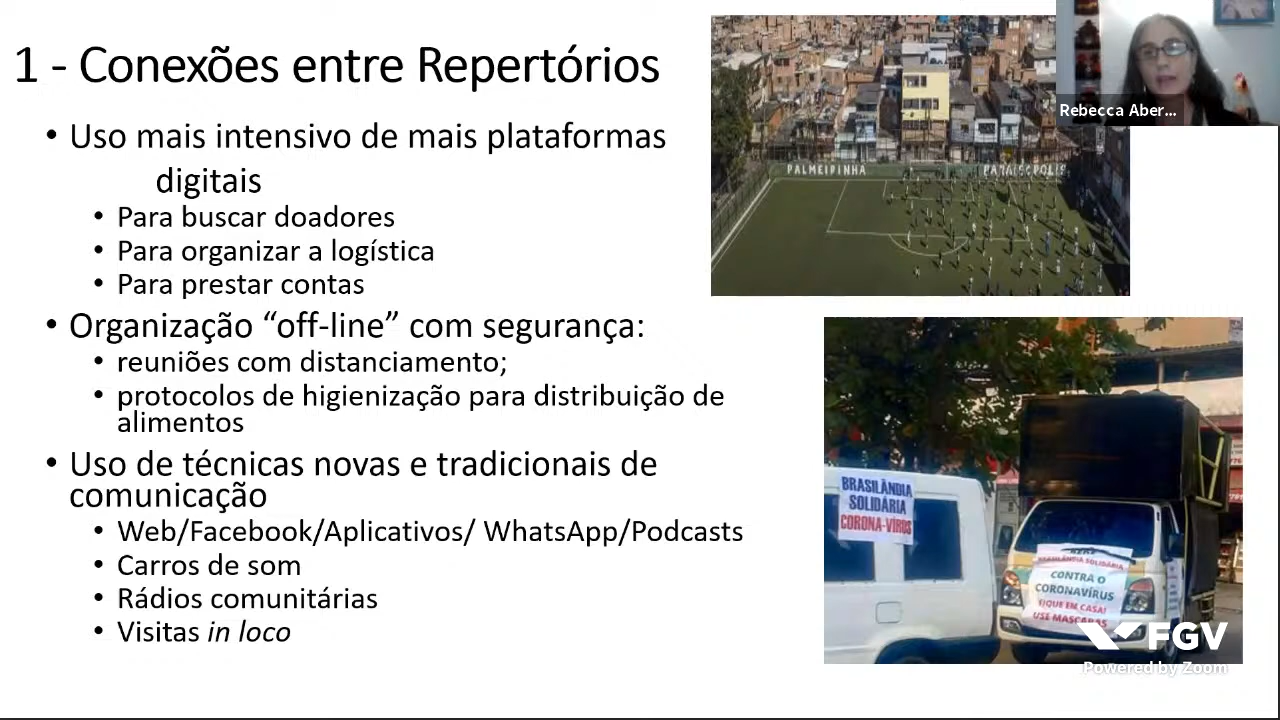 1 - Conexões entre Repertórios
• Uso mais intensivo de mais plataformas
digitais
• Para buscar doadores
• Para organizar a logística
• Para prestar contas
• Organização “off-line” com segurança:
• reuniões com distanciamento;
• protocolos de higienização para distribuição de
alimentos
• Uso de técnicas novas e tradicionais de
comunicação
• Web/Facebook/Aplicativos/ WhatsApp/Podcasts
• Carros de som
• Rádios comunitárias
• Visitas in loco
PALMEIRINHA
PARAISÓPOLIS
Rebecca Aber...
BRASILÂNDIA
SOLIDÁRIA
CORONA-VÍRUS
BRASILÂNDIA SOLIDÁRIA
CONTRA O
CORONAVÍRUS
FIQUE EM CASA!
USE MASCARAS
FGV
Powered by Zoom